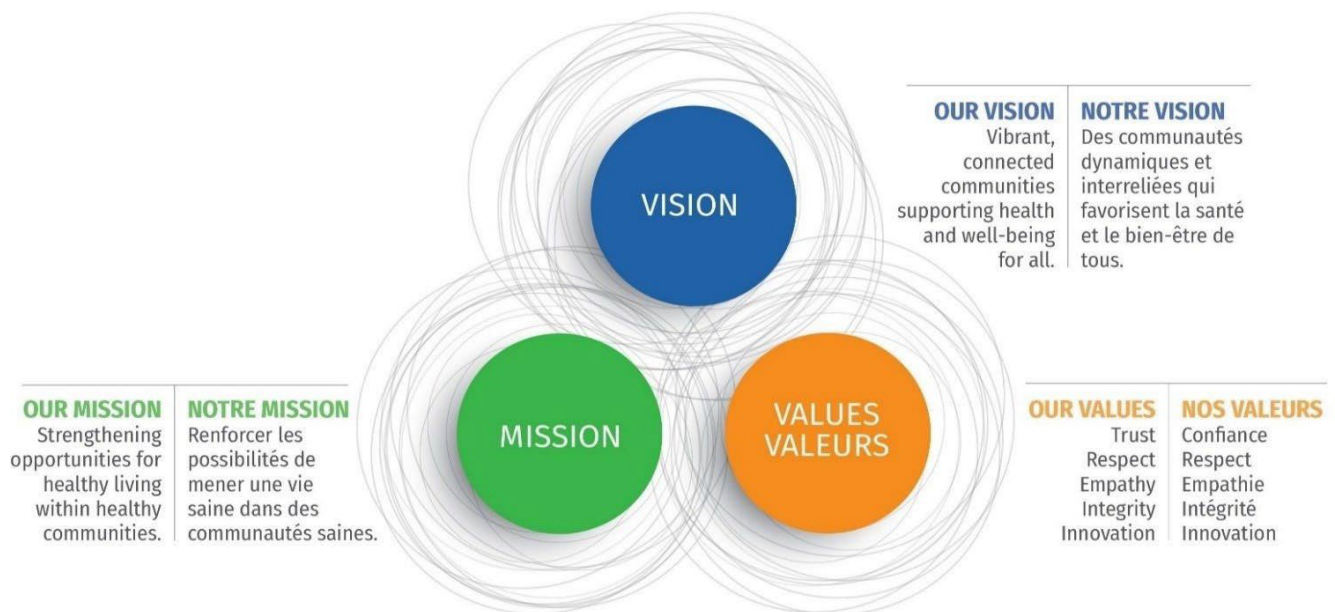 VISION
OUR VISION
Vibrant,
connected
communities
supporting health
and well-being
for all.
NOTRE VISION
Des communautés
dynamiques et
interreliées qui
favorisent la santé
et le bien-être de
tous.
OUR MISSION
Strengthening
opportunities for
healthy living
within healthy
communities.
NOTRE MISSION
Renforcer les
possibilités de
mener une vie
saine dans des
communautés saines.
MISSION
VALUES
VALEURS
OUR VALUES
Trust
Respect
Empathy
Integrity
Innovation
NOS VALEURS
Confiance
Respect
Empathie
Intégrité
Innovation